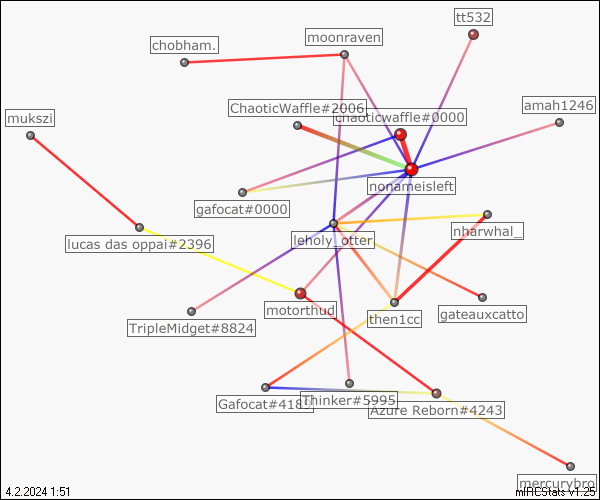 tt532
moonraven
chobham.
ChaoticWaffle#2006
amah1246
chaoticwaffle#0000
mukszi
nonameisleft
gafocat#0000
nharwhal_
lucas das oppai#2396
leholy_otter
motorthud
gateauxcatto
then1cc
TripleMidget#8824
Gafocat#4189
Thinker#5995
Azure Reborn#4243
mercurybro
4.2.2024 1:51
mIRCStats v1.25